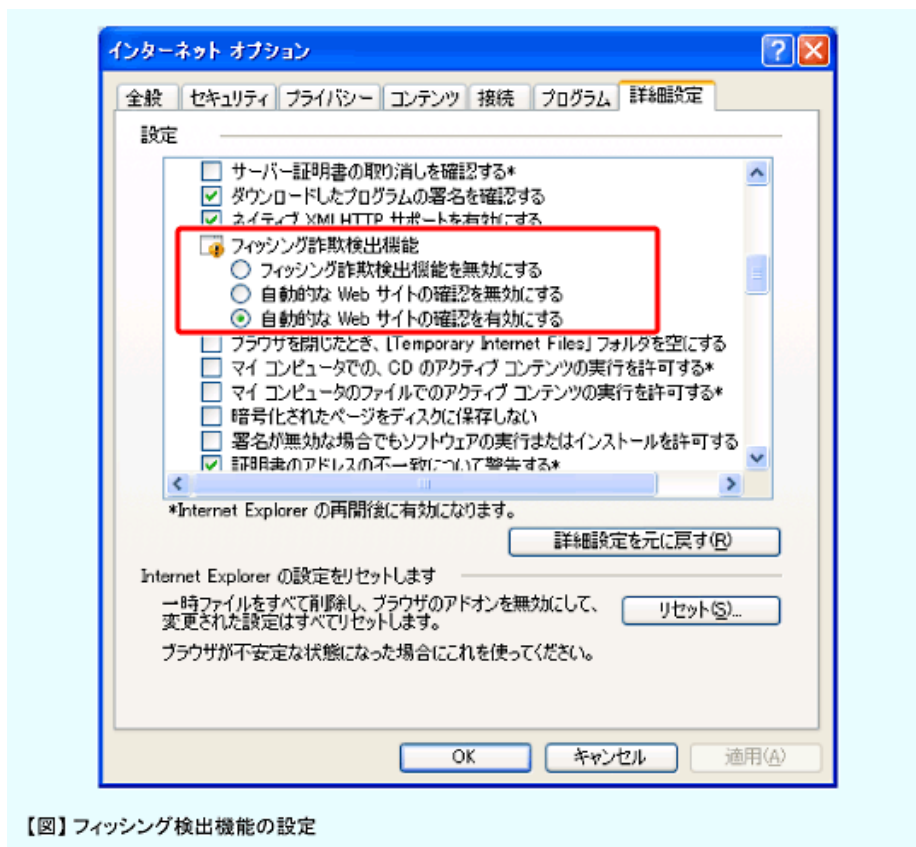 インターネット オプション
全般 セキュリティ プライバシー コンテンツ 接続 プログラム 詳細設定
設定
サーバー証明書の取り消しを確認する*
ダウンロードしたプログラムの署名を確認する
ネイティブ XMLHTTP サポートを有効にする
フィッシング詐欺検出機能
フィッシング詐欺検出機能を無効にする
自動的な Web サイトの確認を無効にする
自動的な Web サイトの確認を有効にする
ブラウザを閉じたとき、[Temporary Internet Files] フォルダを空にする
マイ コンピュータでの、CD のアクティブ コンテンツの実行を許可する*
マイ コンピュータのファイルでのアクティブ コンテンツの実行を許可する*
暗号化されたページをディスクに保存しない
署名が無効な場合でもソフトウェアの実行またはインストールを許可する
証明書のアドレスの不一致について警告する*
*Internet Explorer の再開後に有効になります。
詳細設定を元に戻す(R)
Internet Explorer の設定をリセットします
一時ファイルをすべて削除し、ブラウザのアドオンを無効にして、
変更された設定はすべてリセットします。
リセット(S)...
ブラウザが不安定な状態になった場合にこれを使ってください。
OK キャンセル 適用(A)
【図】フィッシング検出機能の設定